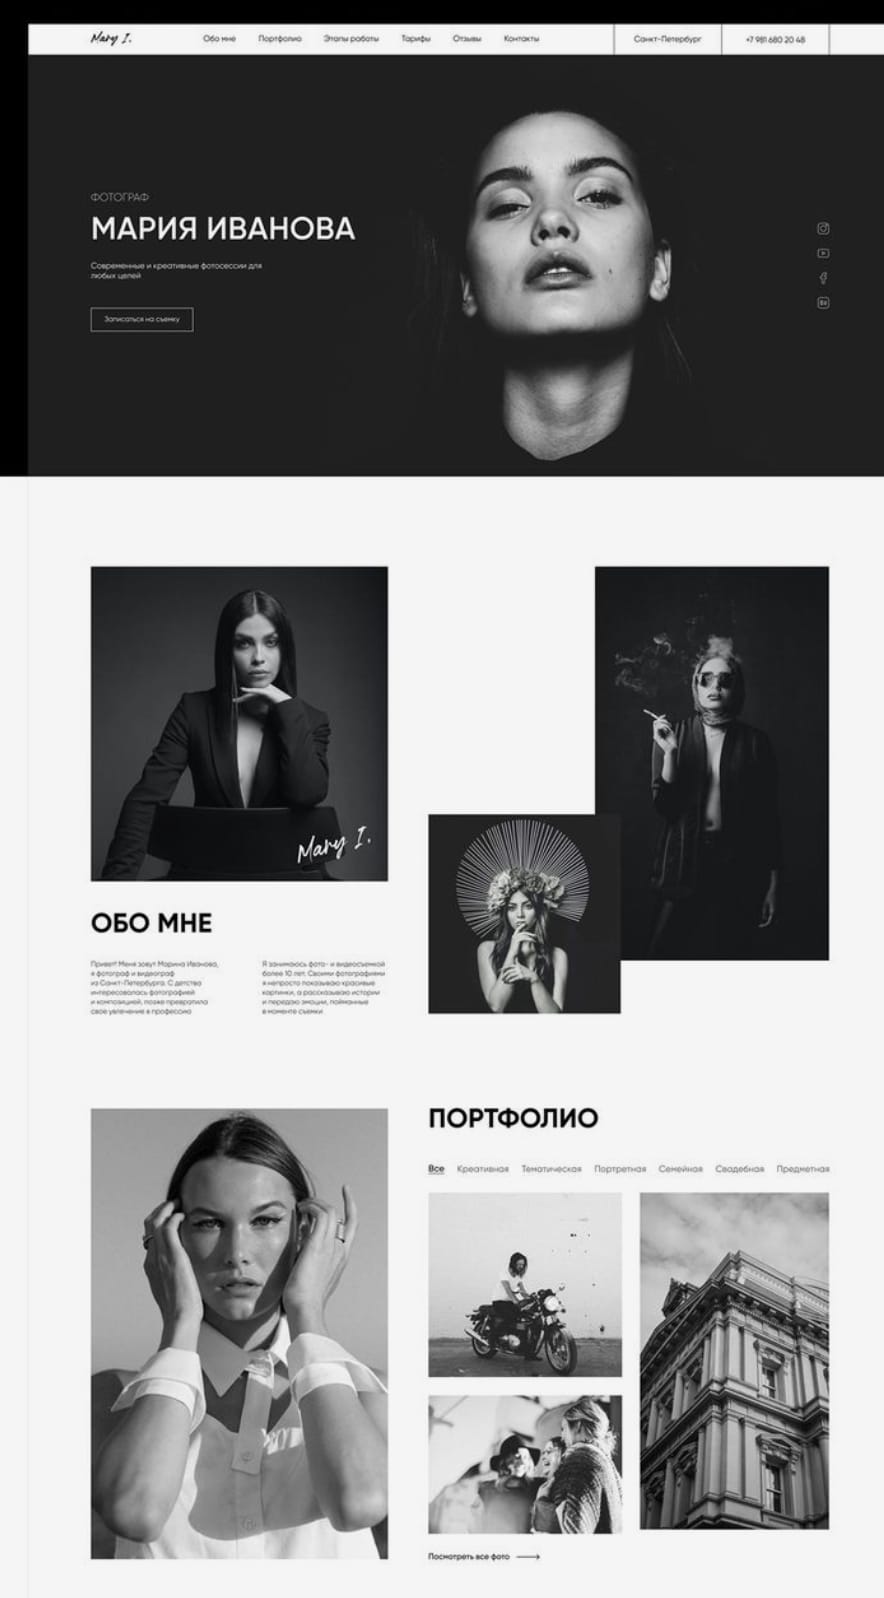 Mary I.
Обо мне Портфолио Этапы работы Тарифы Отзывы Контакты
Санкт-Петербург
+7 981 680 20 48
ФОТОГРАФ
МАРИЯ ИВАНОВА
Современные и креативные фотосессии для
любых целей
Записаться на съемку
Bē
Mary I.
ОБО МНЕ
Привет! Меня зовут Марина Иванова,
я фотограф и видеограф
из Санкт-Петербурга. С детства
интересовалась фотографией
и композицией, позже превратила
свое увлечение в профессию
Я занимаюсь фото- и видеосъемкой
более 10 лет. Своими фотографиями
я непросто показываю красивые
картинки, а рассказываю истории
и передаю эмоции, пойманные
в моменте съемки
ПОРТФОЛИО
Все Креативная Тематическая Портретная Семейная Свадебная Предметная
Посмотреть все фото